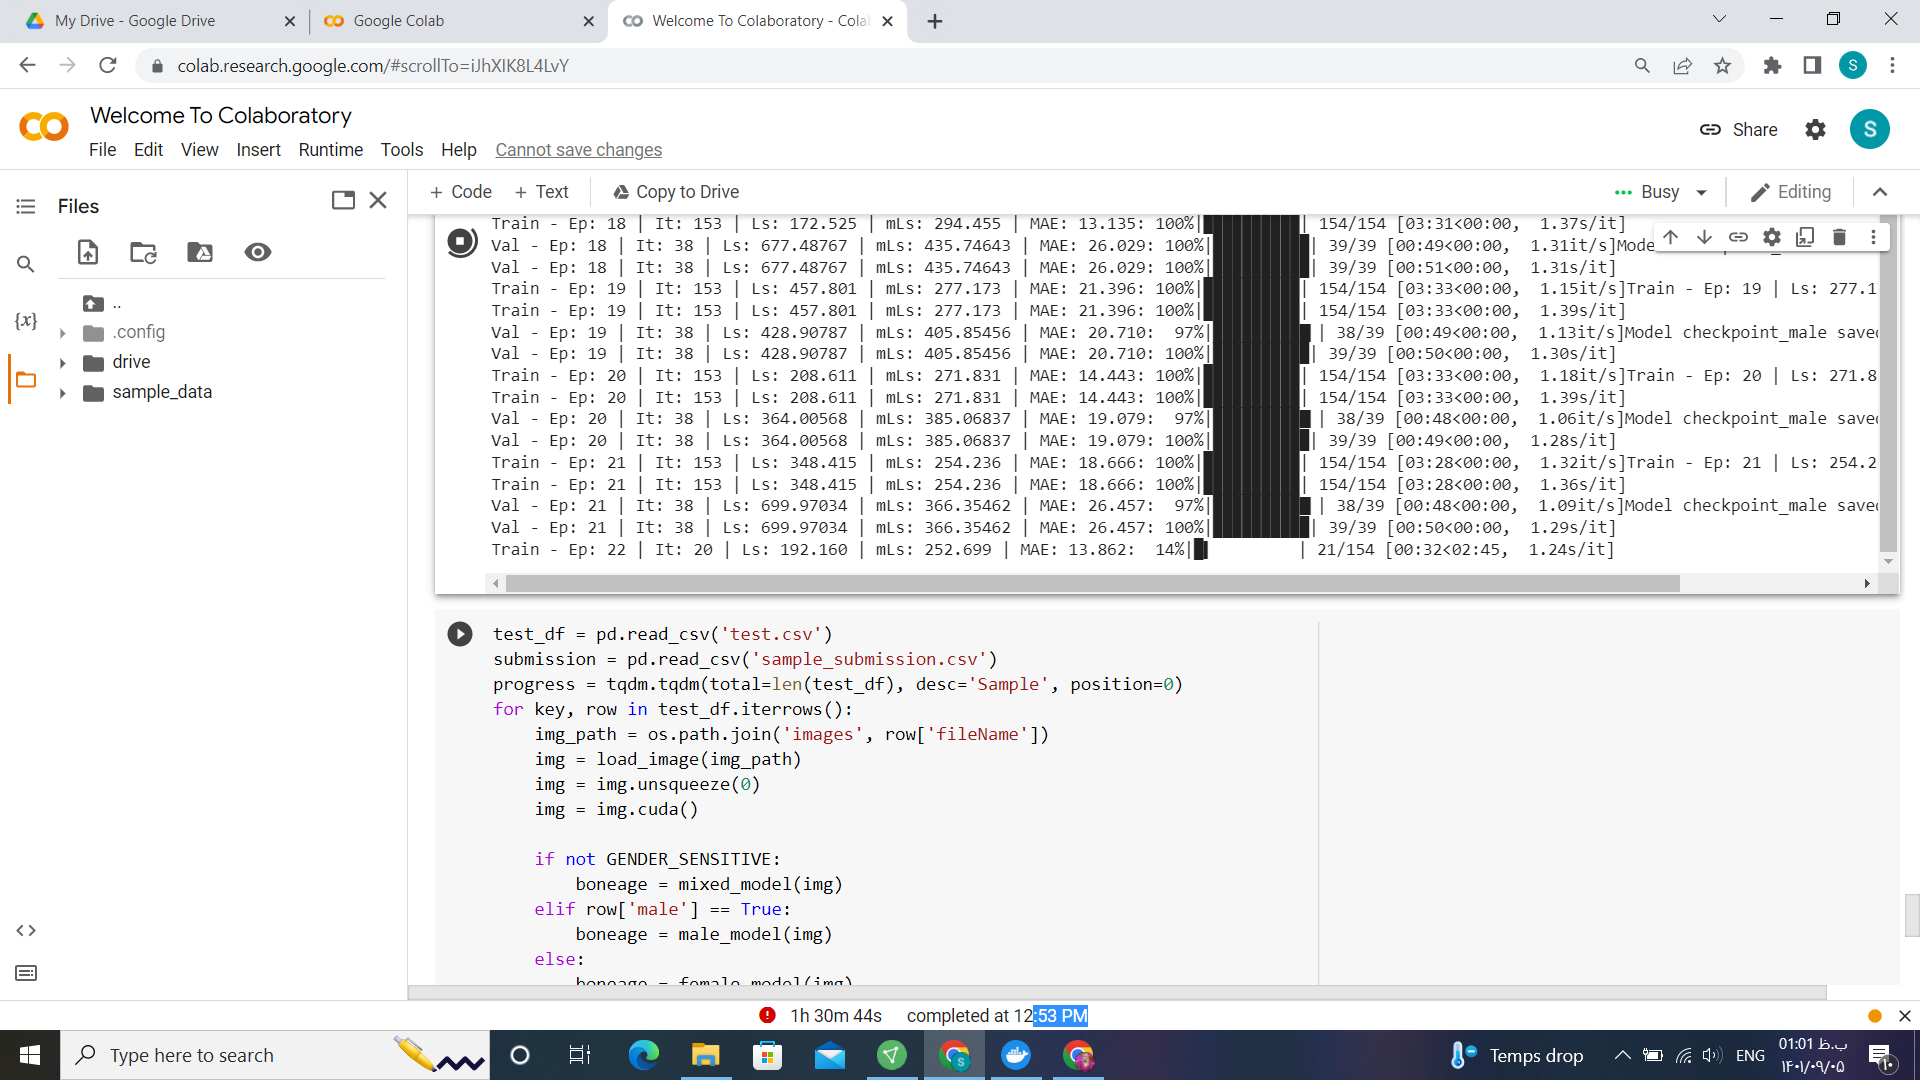 My Drive - Google Drive
Google Colab
Welcome To Colaboratory - Cola
colab.research.google.com/#scrollTo=iJhXIK8L4LvY
S
Welcome To Colaboratory
File Edit View Insert Runtime Tools Help Cannot save changes
Share
S
Files
+ Code + Text Copy to Drive
Busy
Editing
{x}
..
.config
drive
sample_data
<>
Train - Ep: 18 | It: 153 | Ls: 172.525 | mLs: 294.455 | MAE: 13.135: 100%|██████████| 154/154 [03:31<00:00, 1.37s/it]
Val - Ep: 18 | It: 38 | Ls: 677.48767 | mLs: 435.74643 | MAE: 26.029: 100%|██████████| 39/39 [00:49<00:00, 1.31it/s]Mode
Val - Ep: 18 | It: 38 | Ls: 677.48767 | mLs: 435.74643 | MAE: 26.029: 100%|██████████| 39/39 [00:51<00:00, 1.31s/it]
Train - Ep: 19 | It: 153 | Ls: 457.801 | mLs: 277.173 | MAE: 21.396: 100%|██████████| 154/154 [03:33<00:00, 1.15it/s]Train - Ep: 19 | Ls: 277.1
Train - Ep: 19 | It: 153 | Ls: 457.801 | mLs: 277.173 | MAE: 21.396: 100%|██████████| 154/154 [03:33<00:00, 1.39s/it]
Val - Ep: 19 | It: 38 | Ls: 428.90787 | mLs: 405.85456 | MAE: 20.710: 97%|█████████▋| 38/39 [00:49<00:00, 1.13it/s]Model checkpoint_male save
Val - Ep: 19 | It: 38 | Ls: 428.90787 | mLs: 405.85456 | MAE: 20.710: 100%|██████████| 39/39 [00:50<00:00, 1.30s/it]
Train - Ep: 20 | It: 153 | Ls: 208.611 | mLs: 271.831 | MAE: 14.443: 100%|██████████| 154/154 [03:33<00:00, 1.18it/s]Train - Ep: 20 | Ls: 271.8
Train - Ep: 20 | It: 153 | Ls: 208.611 | mLs: 271.831 | MAE: 14.443: 100%|██████████| 154/154 [03:33<00:00, 1.39s/it]
Val - Ep: 20 | It: 38 | Ls: 364.00568 | mLs: 385.06837 | MAE: 19.079: 97%|█████████▋| 38/39 [00:48<00:00, 1.06it/s]Model checkpoint_male save
Val - Ep: 20 | It: 38 | Ls: 364.00568 | mLs: 385.06837 | MAE: 19.079: 100%|██████████| 39/39 [00:49<00:00, 1.28s/it]
Train - Ep: 21 | It: 153 | Ls: 348.415 | mLs: 254.236 | MAE: 18.666: 100%|██████████| 154/154 [03:28<00:00, 1.32it/s]Train - Ep: 21 | Ls: 254.2
Train - Ep: 21 | It: 153 | Ls: 348.415 | mLs: 254.236 | MAE: 18.666: 100%|██████████| 154/154 [03:28<00:00, 1.36s/it]
Val - Ep: 21 | It: 38 | Ls: 699.97034 | mLs: 366.35462 | MAE: 26.457: 97%|█████████▋| 38/39 [00:48<00:00, 1.09it/s]Model checkpoint_male save
Val - Ep: 21 | It: 38 | Ls: 699.97034 | mLs: 366.35462 | MAE: 26.457: 100%|██████████| 39/39 [00:50<00:00, 1.29s/it]
Train - Ep: 22 | It: 20 | Ls: 192.160 | mLs: 252.699 | MAE: 13.862: 14%|█▎ | 21/154 [00:32<02:45, 1.24s/it]
test_df = pd.read_csv('test.csv')
submission = pd.read_csv('sample_submission.csv')
progress = tqdm.tqdm(total=len(test_df), desc='Sample', position=0)
for key, row in test_df.iterrows():
    img_path = os.path.join('images', row['fileName'])
    img = load_image(img_path)
    img = img.unsqueeze(0)
    img = img.cuda()
    if not GENDER_SENSITIVE:
        boneage = mixed_model(img)
    elif row['male'] == True:
        boneage = male_model(img)
    else:
        boneage = female_model(img)
1h 30m 44s completed at 12:53 PM
Type here to search
Temps drop
ENG
01:01 ب.ظ
۱۴۰۱/۰۹/۰۵
۱۰